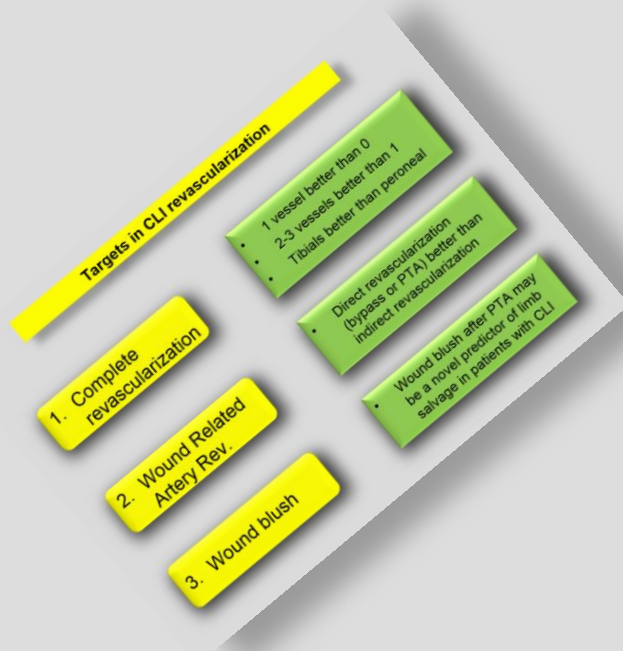 Targets in CLI revascularization
1. Complete
revascularization
• 1 vessel better than 0
• 2-3 vessels better than 1
• Tibials better than peroneal
2. Wound Related
Artery Rev.
• Direct revascularization
(bypass or PTA) better than
indirect revascularization
3. Wound blush
• Wound blush after PTA may
be a novel predictor of limb
salvage in patients with CLI